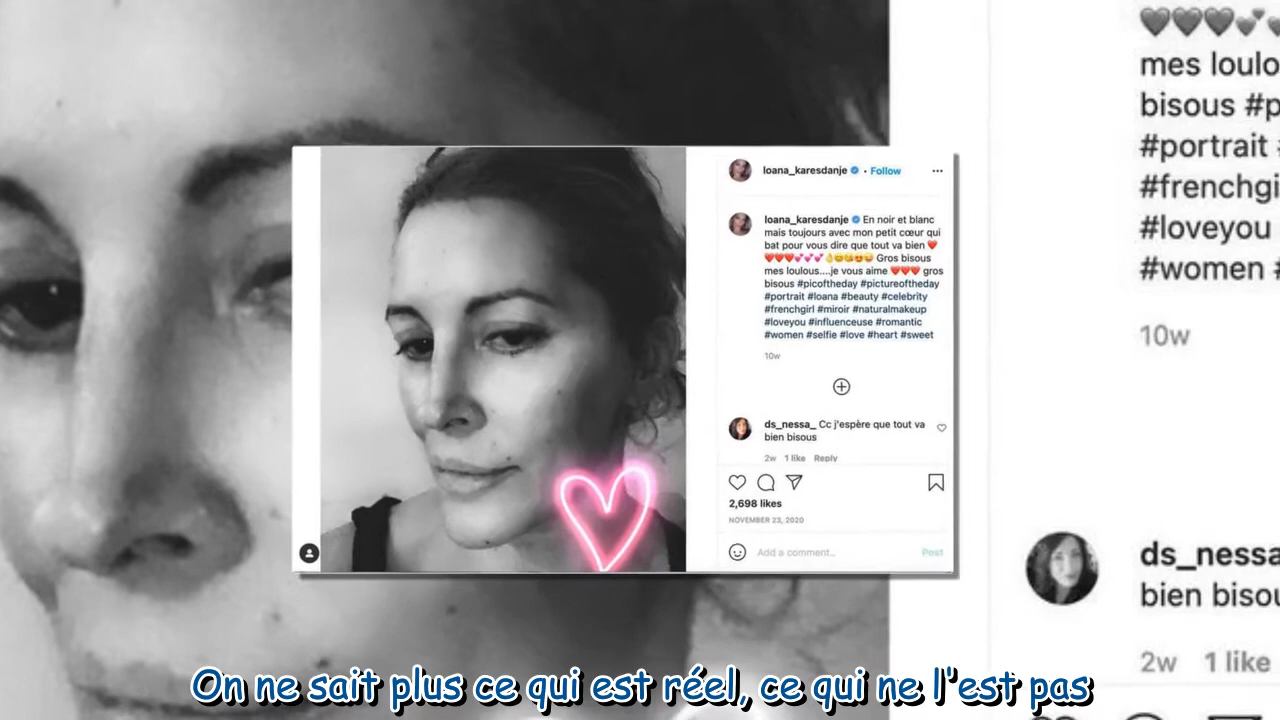 ❤❤❤💕
mes loulo
bisous #p
#portrait
#frenchgi
#loveyou
#women #
10w
ds_nessa_
bien bisou
2w 1 like
loana_karesdanje • Follow
loana_karesdanje En noir et blanc
mais toujours avec mon petit cœur qui
bat pour vous dire que tout va bien ❤
Gros bisous
mes loulous....je vous aime ❤❤❤ gros
bisous #picoftheday #pictureoftheday
#portrait #loana #beauty #celebrity
#frenchgirl #miroir #naturalmakeup
#loveyou #influenceuse #romantic
#women #selfie #love #heart #sweet
10w
ds_nessa_ Cc j'espère que tout va
bien bisous
2w 1 like Reply
2,698 likes
NOVEMBER 23, 2020
Add a comment... Post
On ne sait plus ce qui est réel, ce qui ne l''est pas